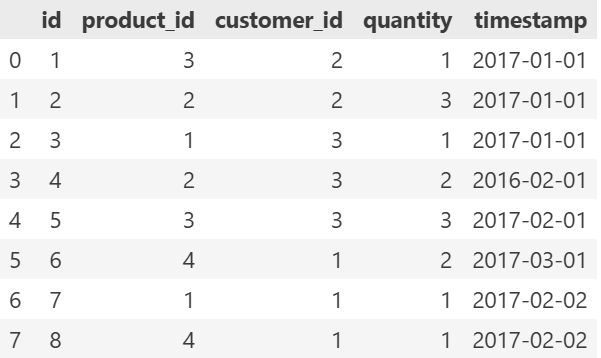 id product_id customer_id quantity timestamp
0 1 3 2 1 2017-01-01
1 2 2 2 3 2017-01-01
2 3 1 3 1 2017-01-01
3 4 2 3 2 2016-02-01
4 5 3 3 3 2017-02-01
5 6 4 1 2 2017-03-01
6 7 1 1 1 2017-02-02
7 8 4 1 1 2017-02-02